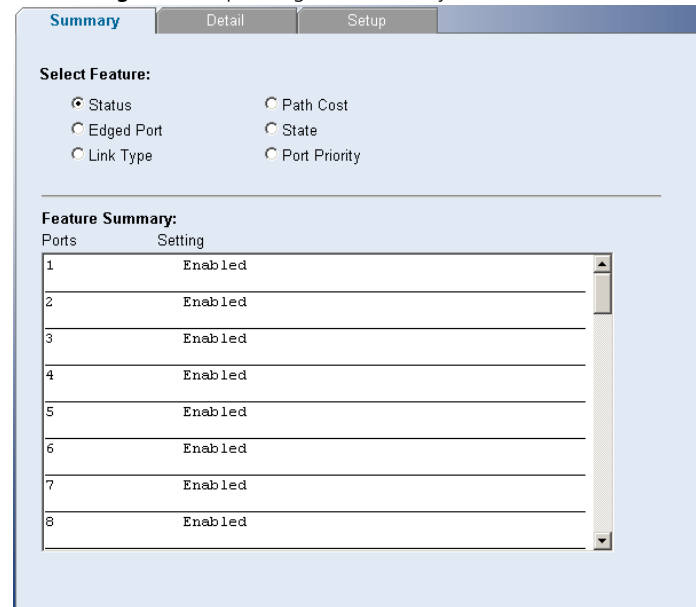 Summary Detail Setup
Select Feature:
Status Path Cost
Edged Port State
Link Type Port Priority
Feature Summary:
Ports Setting
1 Enabled
2 Enabled
3 Enabled
4 Enabled
5 Enabled
6 Enabled
7 Enabled
8 Enabled